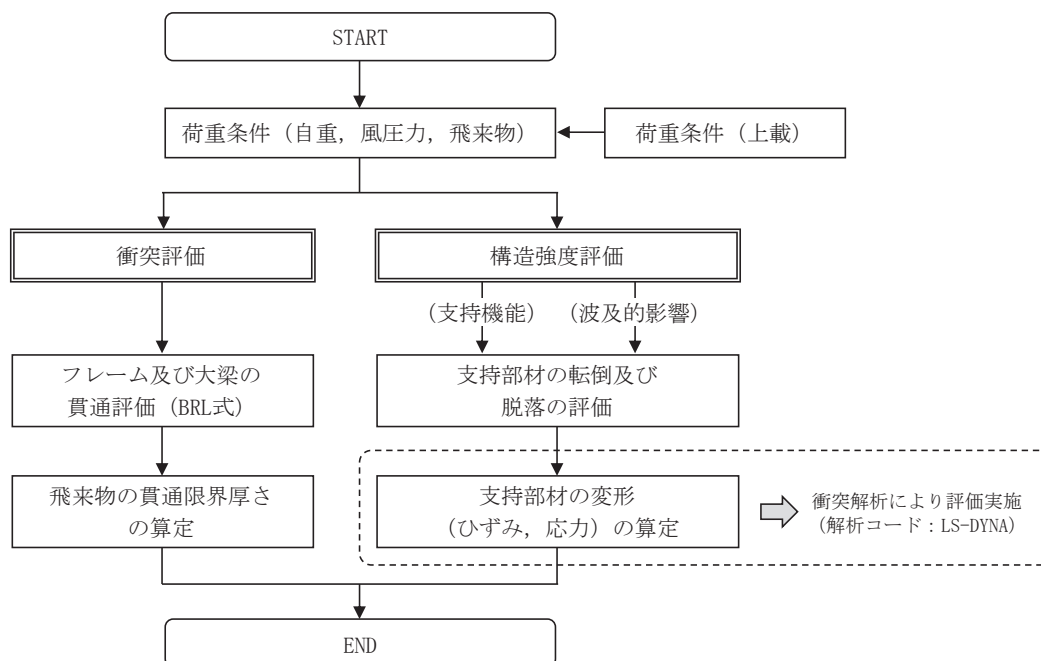 START
荷重条件（自重，風圧力，飛来物）
荷重条件（上載）
衝突評価
構造強度評価
（支持機能）
（波及的影響）
フレーム及び大梁の
貫通評価（BRL式）
支持部材の転倒及び
脱落の評価
飛来物の貫通限界厚さ
の算定
支持部材の変形
（ひずみ，応力）の算定
衝突解析により評価実施
（解析コード：LS-DYNA）
END